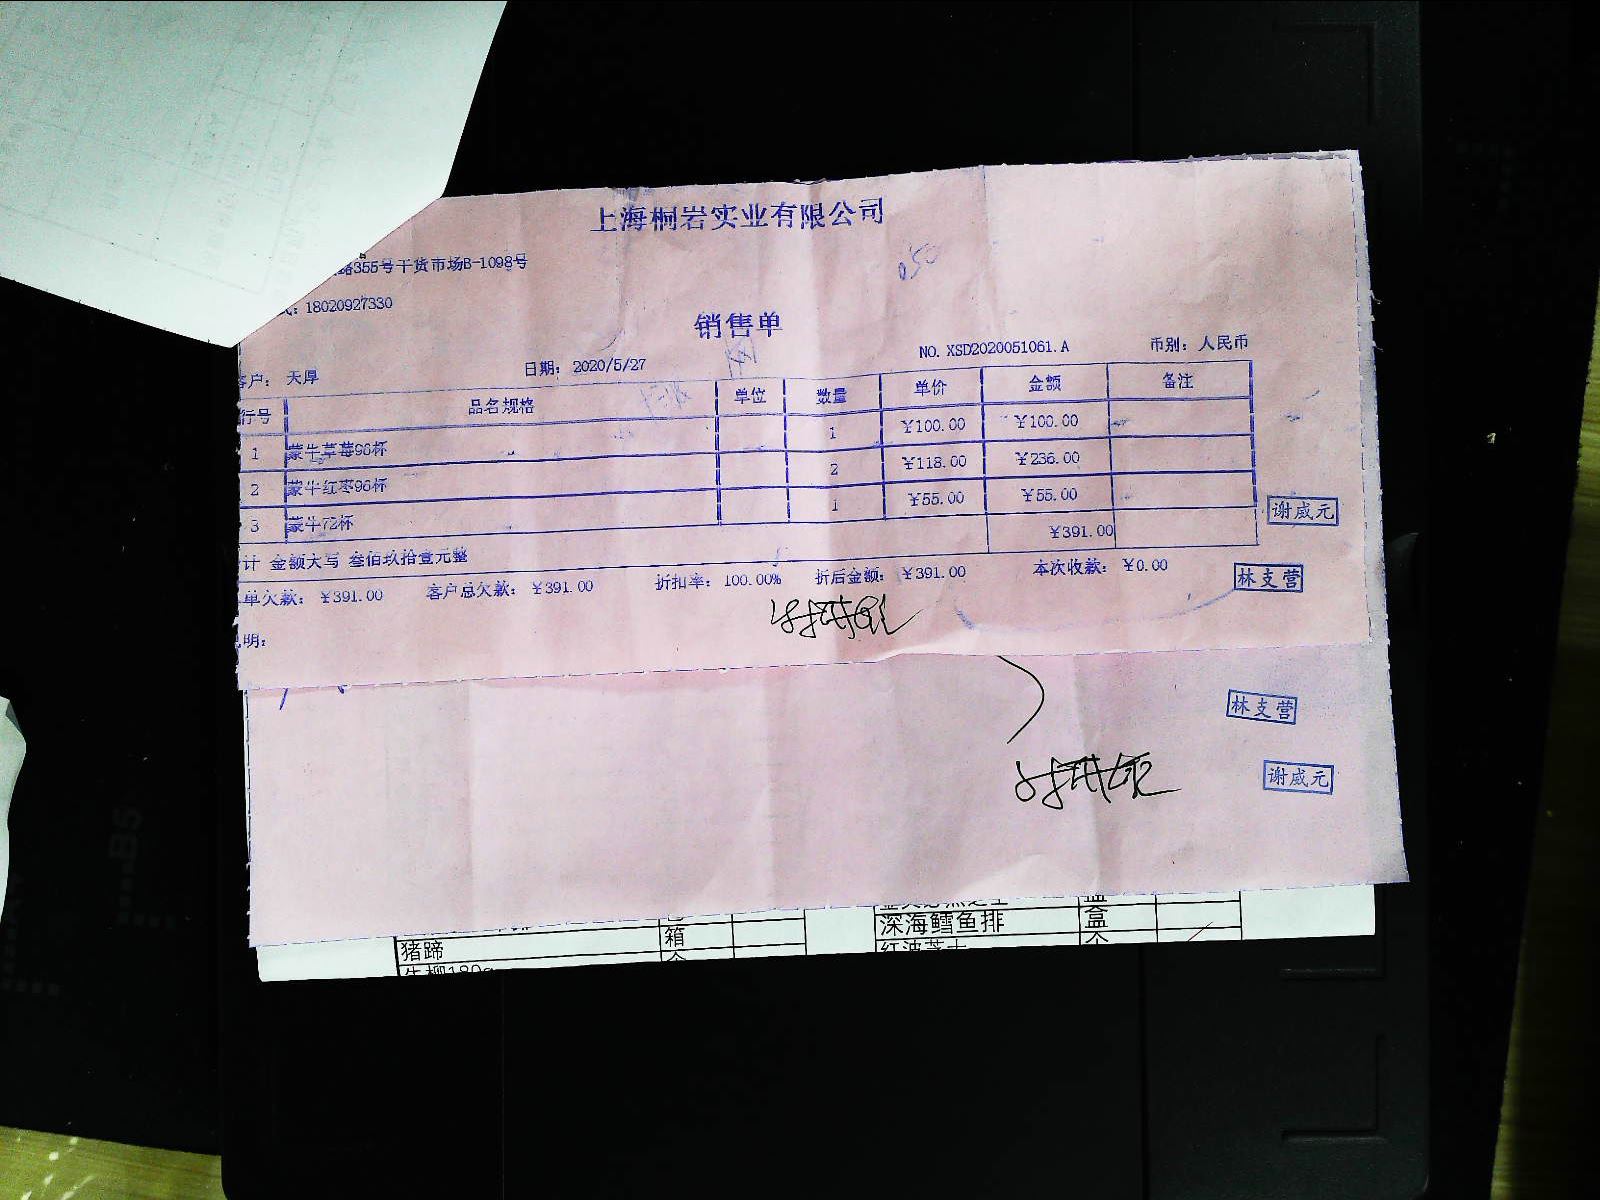 上海桐岩实业有限公司
路355号干货市场B-1098号
式: 18020927330
销售单
客户: 天厚 日期: 2020/5/27 NO. XSD2020051061.A 币别: 人民币
行号 品名规格 单位 数量 单价 金额 备注
1 蒙牛草莓96杯 1 ¥100.00 ¥100.00
2 蒙牛红枣96杯 2 ¥118.00 ¥236.00
3 蒙牛72杯 1 ¥55.00 ¥55.00
谢威元
计 金额大写 叁佰玖拾壹元整 ¥391.00
单欠款: ¥391.00 客户总欠款: ¥391.00 折扣率: 100.00% 折后金额: ¥391.00 本次收款: ¥0.00
林支营
明:
林支营
谢威元
猪蹄 箱 深海鳕鱼排 盒